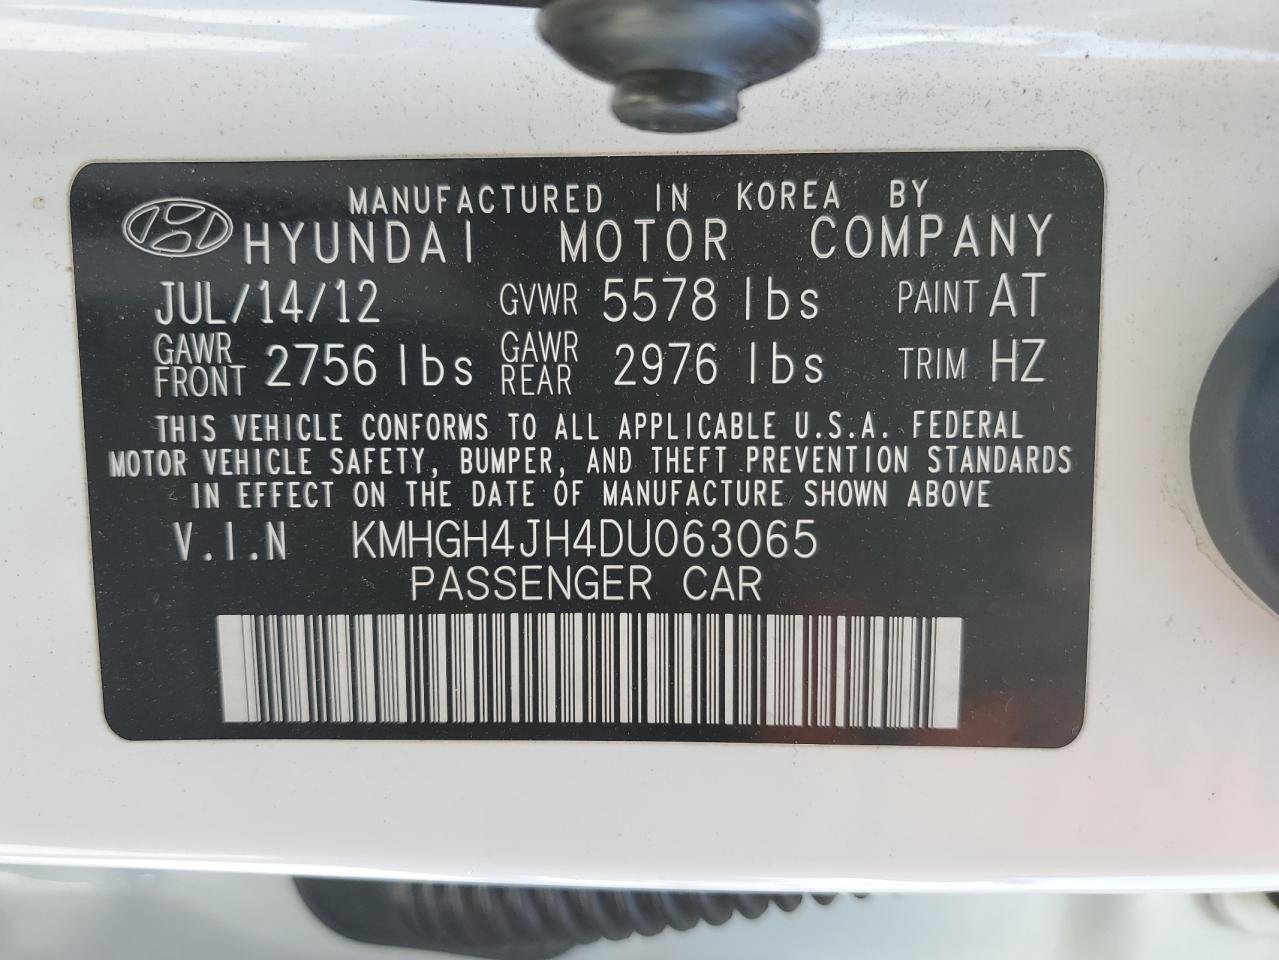 MANUFACTURED IN KOREA BY
HYUNDAI MOTOR COMPANY
JUL/14/12 GVWR 5578 lbs PAINT AT
GAWR FRONT 2756 lbs GAWR REAR 2976 lbs TRIM HZ
THIS VEHICLE CONFORMS TO ALL APPLICABLE U.S.A. FEDERAL
MOTOR VEHICLE SAFETY, BUMPER, AND THEFT PREVENTION STANDARDS
IN EFFECT ON THE DATE OF MANUFACTURE SHOWN ABOVE
V.I.N KMHGH4JH4DU063065
PASSENGER CAR